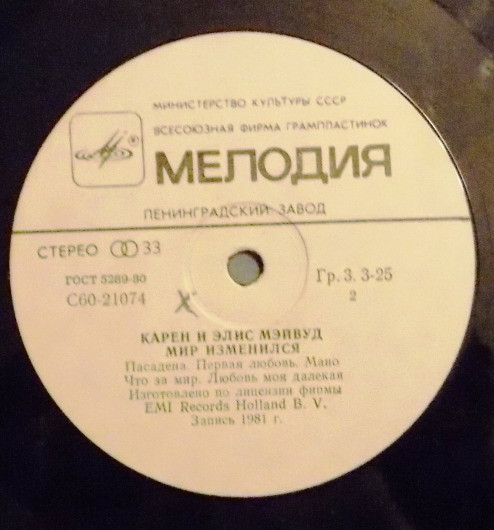 МИНИСТЕРСТВО КУЛЬТУРЫ СССР
ВСЕСОЮЗНАЯ ФИРМА ГРАМПЛАСТИНОК
МЕЛОДИЯ
ЛЕНИНГРАДСКИЙ ЗАВОД
СТЕРЕО 33
ГОСТ 5289-80
С60-21074
Гр. 3. 3-25
2
КАРЕН И ЭЛИС МЭЙВУД
МИР ИЗМЕНИЛСЯ
Пасадена. Первая любовь. Мано
Что за мир. Любовь моя далекая
Изготовлено по лицензии фирмы
EMI Records Holland B. V.
Запись 1981 г.